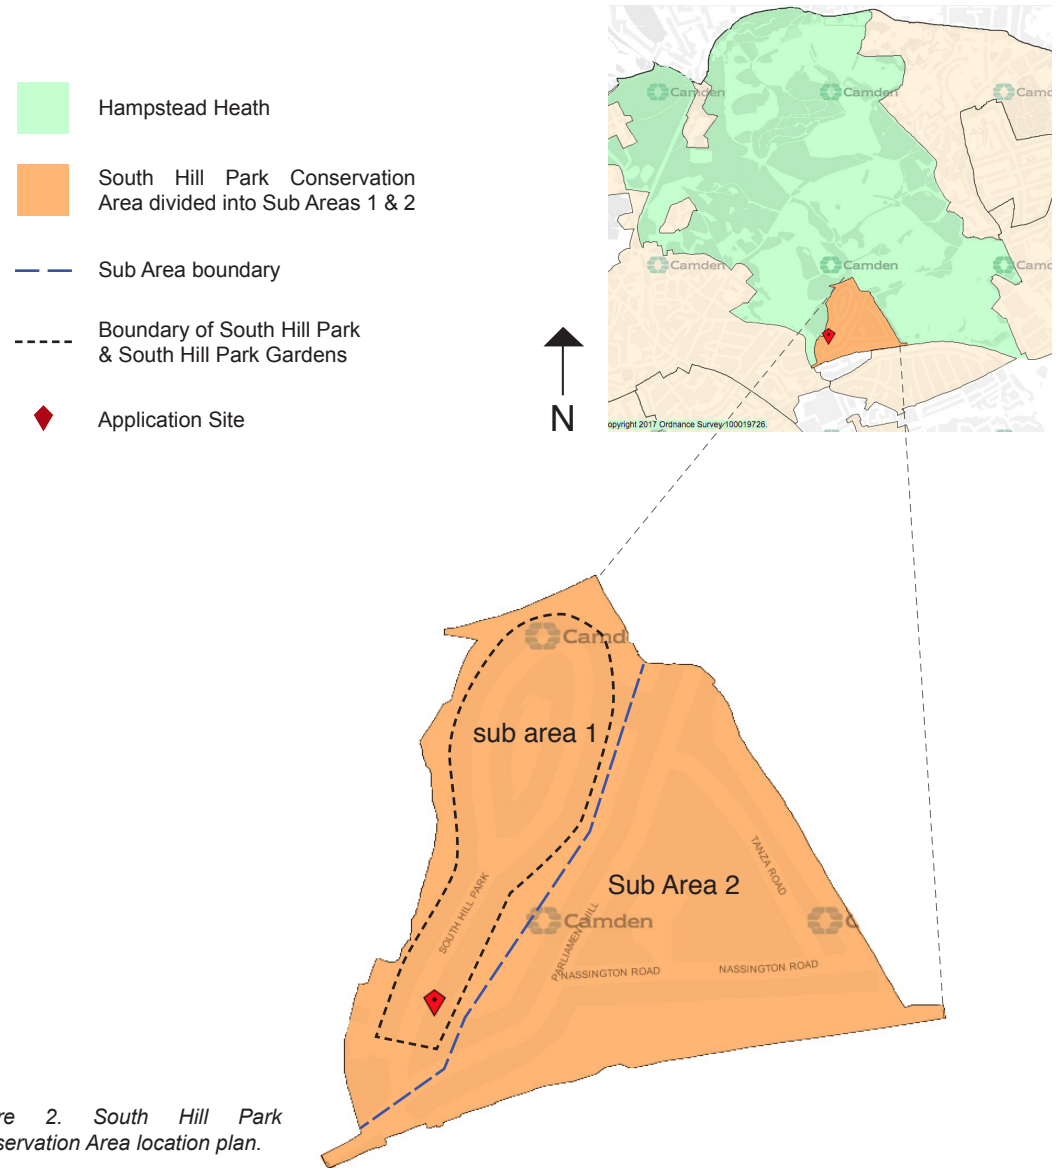 Hampstead Heath
South Hill Park Conservation
Area divided into Sub Areas 1 & 2
Sub Area boundary
Boundary of South Hill Park
& South Hill Park Gardens
Application Site
N
Camden
Camden
Camden
Camden
Camden
Cam
opyright 2017 Ordnance Survey 100019726.
Camd
sub area 1
TANZA ROAD
Sub Area 2
SOUTH HILL PARK
Camden
C
PARLIAMENT HILL
NASSINGTON ROAD
NASSINGTON ROAD
re 2. South Hill Park
servation Area location plan.